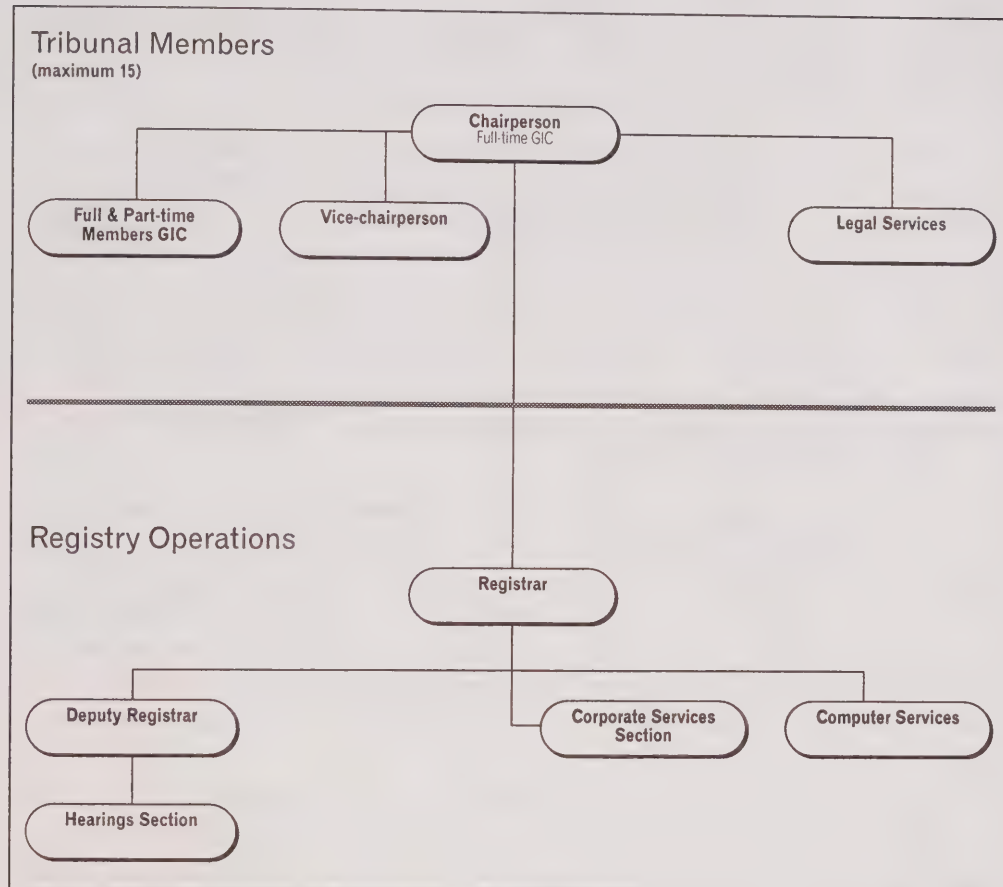 Tribunal Members
(maximum 15)
Chairperson
Full-time GIC
Full & Part-time
Members GIC
Vice-chairperson
Legal Services
Registry Operations
Registrar
Deputy Registrar
Corporate Services
Section
Computer Services
Hearings Section